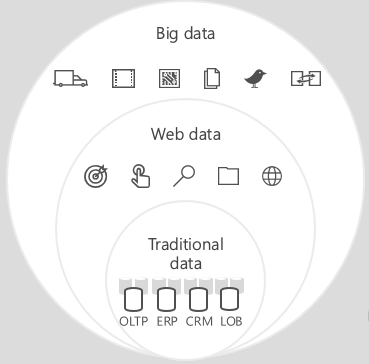 Big data
Web data
Traditional
data
OLTP ERP CRM LOB